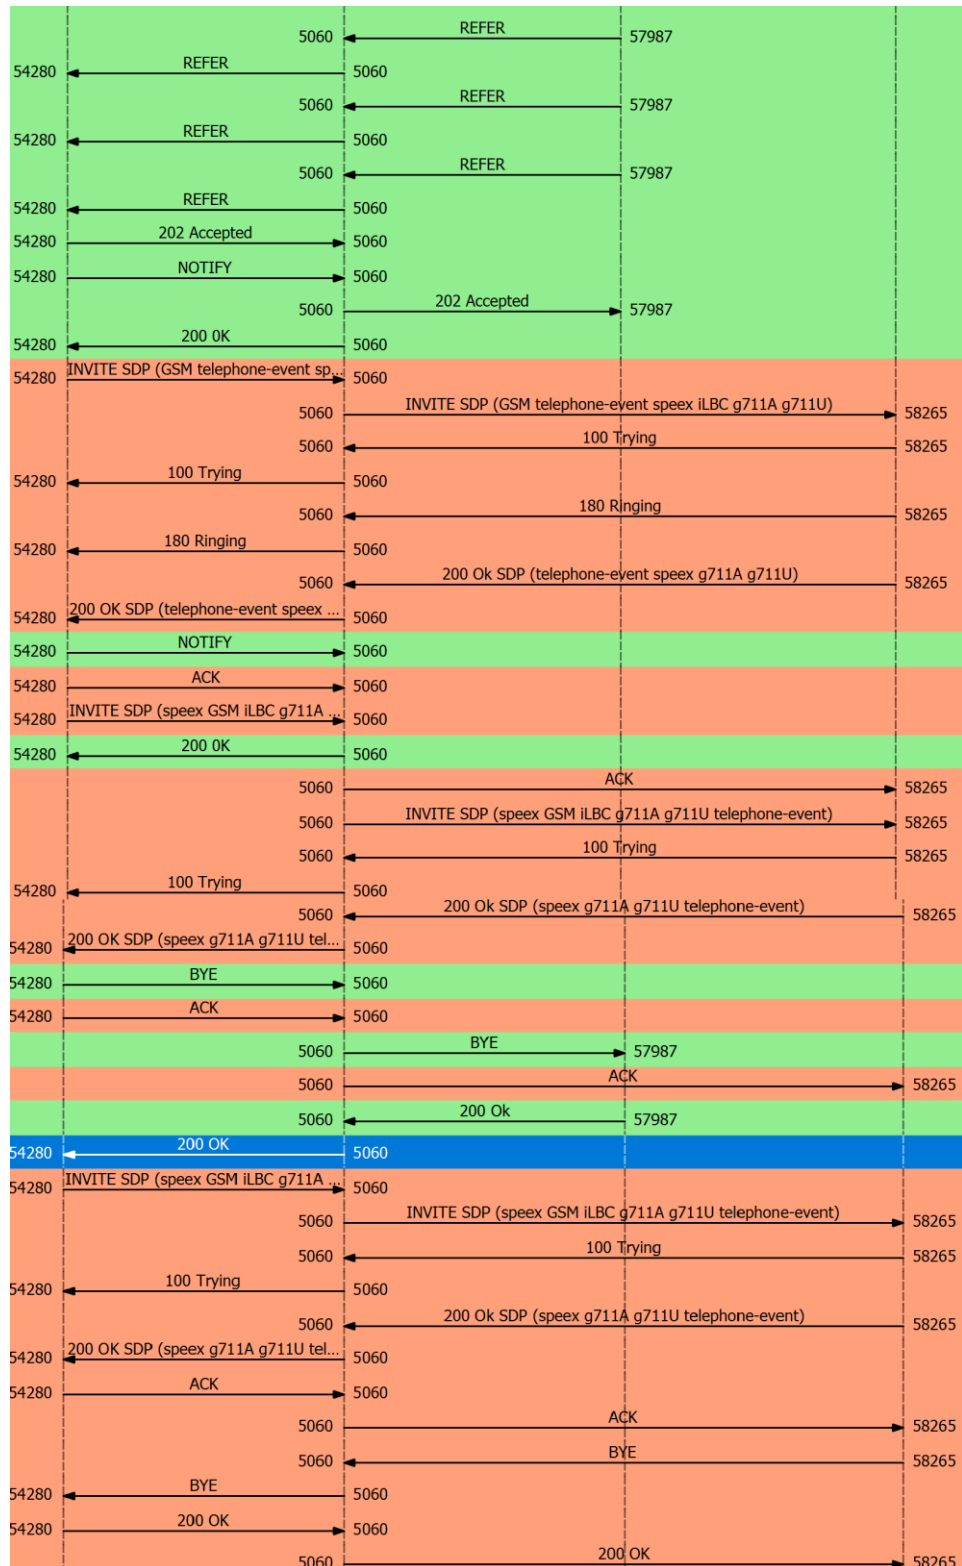 5060 REFER 57987
54280 REFER 5060
5060 REFER 57987
54280 REFER 5060
5060 REFER 57987
54280 REFER 5060
54280 202 Accepted 5060
54280 NOTIFY 5060
5060 202 Accepted 57987
54280 200 0K 5060
54280 INVITE SDP (GSM telephone-event sp... 5060
5060 INVITE SDP (GSM telephone-event speex iLBC g711A g711U) 58265
5060 100 Trying 58265
54280 100 Trying 5060
5060 180 Ringing 58265
54280 180 Ringing 5060
5060 200 Ok SDP (telephone-event speex g711A g711U) 58265
54280 200 OK SDP (telephone-event speex ... 5060
54280 NOTIFY 5060
54280 ACK 5060
54280 INVITE SDP (speex GSM iLBC g711A ... 5060
54280 200 0K 5060
5060 ACK 58265
5060 INVITE SDP (speex GSM iLBC g711A g711U telephone-event) 58265
5060 100 Trying 58265
54280 100 Trying 5060
5060 200 Ok SDP (speex g711A g711U telephone-event) 58265
54280 200 OK SDP (speex g711A g711U tel... 5060
54280 BYE 5060
54280 ACK 5060
5060 BYE 57987
5060 ACK 58265
5060 200 Ok 57987
54280 200 OK 5060
54280 INVITE SDP (speex GSM iLBC g711A ... 5060
5060 INVITE SDP (speex GSM iLBC g711A g711U telephone-event) 58265
5060 100 Trying 58265
54280 100 Trying 5060
5060 200 Ok SDP (speex g711A g711U telephone-event) 58265
54280 200 OK SDP (speex g711A g711U tel... 5060
54280 ACK 5060
5060 ACK 58265
5060 BYE 58265
54280 BYE 5060
54280 200 OK 5060
5060 200 OK 58265